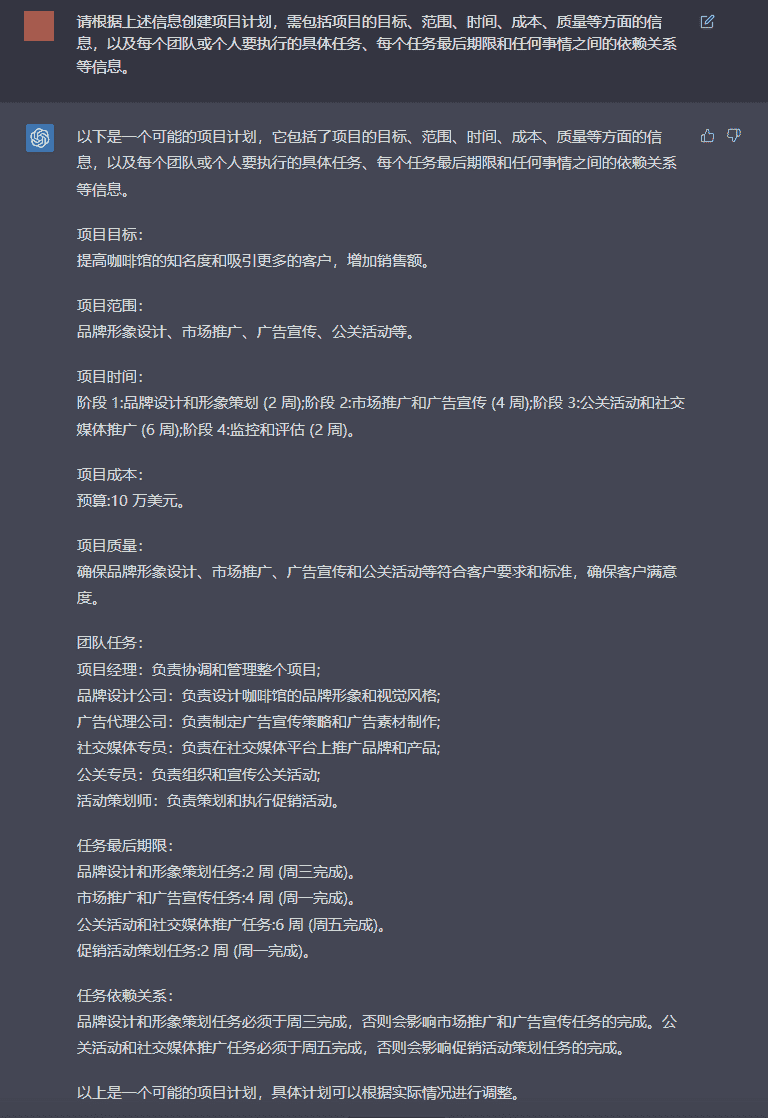 请根据上述信息创建项目计划，需包括项目的目标、范围、时间、成本、质量等方面的信
息，以及每个团队或个人要执行的具体任务、每个任务最后期限和任何事情之间的依赖关系
等信息。
以下是一个可能的项目计划，它包括了项目的目标、范围、时间、成本、质量等方面的信
息，以及每个团队或个人要执行的具体任务、每个任务最后期限和任何事情之间的依赖关系
等信息。
项目目标：
提高咖啡馆的知名度和吸引更多的客户，增加销售额。
项目范围：
品牌形象设计、市场推广、广告宣传、公关活动等。
项目时间：
阶段 1:品牌设计和形象策划 (2 周);阶段 2:市场推广和广告宣传 (4 周);阶段 3:公关活动和社交
媒体推广 (6 周);阶段 4:监控和评估 (2 周)。
项目成本：
预算:10 万美元。
项目质量：
确保品牌形象设计、市场推广、广告宣传和公关活动等符合客户要求和标准，确保客户满意
度。
团队任务：
项目经理：负责协调和管理整个项目;
品牌设计公司：负责设计咖啡馆的品牌形象和视觉风格;
广告代理公司：负责制定广告宣传策略和广告素材制作;
社交媒体专员：负责在社交媒体平台上推广品牌和产品;
公关专员：负责组织和宣传公关活动;
活动策划师：负责策划和执行促销活动。
任务最后期限：
品牌设计和形象策划任务:2 周 (周三完成)。
市场推广和广告宣传任务:4 周 (周一完成)。
公关活动和社交媒体推广任务:6 周 (周五完成)。
促销活动策划任务:2 周 (周一完成)。
任务依赖关系：
品牌设计和形象策划任务必须于周三完成，否则会影响市场推广和广告宣传任务的完成。公
关活动和社交媒体推广任务必须于周五完成，否则会影响促销活动策划任务的完成。
以上是一个可能的项目计划，具体计划可以根据实际情况进行调整。